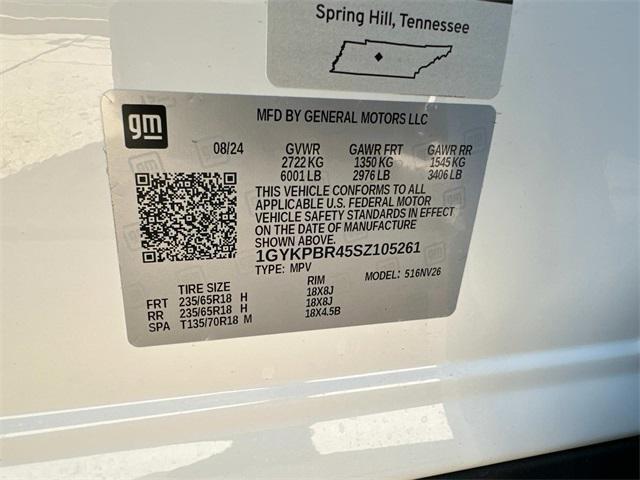 Spring Hill, Tennessee
gm
MFD BY GENERAL MOTORS LLC
08/24 GVWR GAWR FRT GAWR RR
2722 KG 1350 KG 1545 KG
6001 LB 2976 LB 3406 LB
THIS VEHICLE CONFORMS TO ALL
APPLICABLE U.S. FEDERAL MOTOR
VEHICLE SAFETY STANDARDS IN EFFECT
ON THE DATE OF MANUFACTURE
SHOWN ABOVE.
1GYKPBR45SZ105261
TYPE: MPV MODEL: 516NV26
TIRE SIZE RIM
FRT 235/65R18 H 18X8J
RR 235/65R18 H 18X8J
SPA T135/70R18 M 18X4.5B